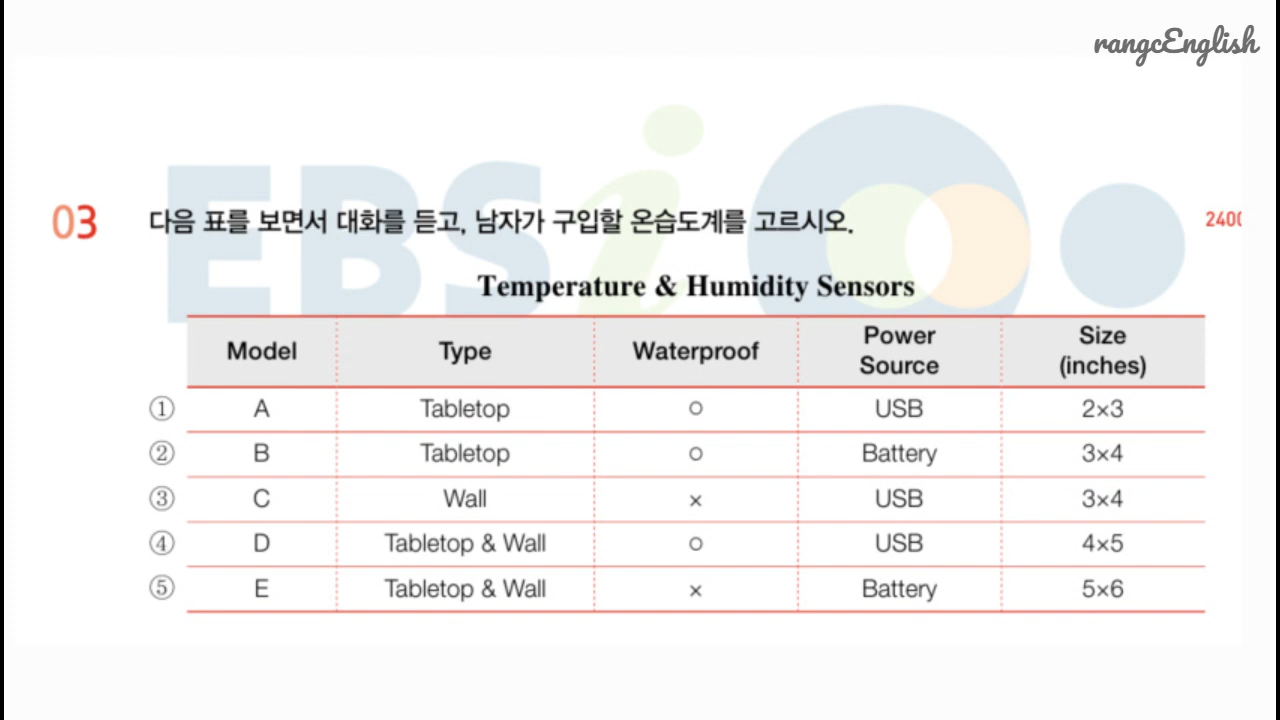 rangcEnglish
EBSi
03 다음 표를 보면서 대화를 듣고, 남자가 구입할 온습도계를 고르시오.
Temperature & Humidity Sensors
Model Type Waterproof Power Source Size (inches)
① A Tabletop ○ USB 2×3
② B Tabletop ○ Battery 3×4
③ C Wall × USB 3×4
④ D Tabletop & Wall ○ USB 4×5
⑤ E Tabletop & Wall × Battery 5×6